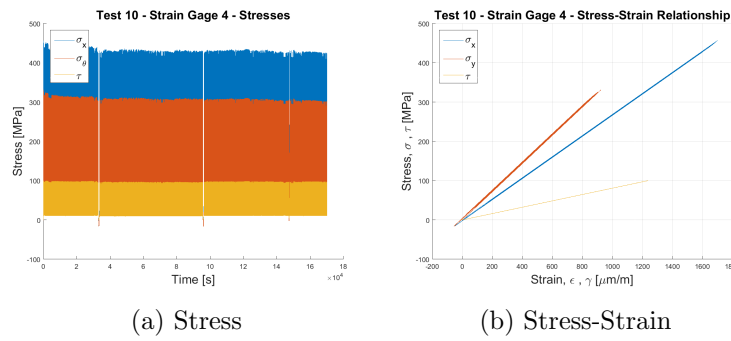 Test 10 - Strain Gage 4 - Stresses
500
400
300
200
100
0
-100
Stress [MPa]
σx
σθ
τ
0 2 4 6 8 10 12 14 16 18
×10⁴
Time [s]
(a) Stress
Test 10 - Strain Gage 4 - Stress-Strain Relationship
500
400
300
200
100
0
-100
Stress, σ , τ [MPa]
σx
σy
τ
-200 0 200 400 600 800 1000 1200 1400 1600
Strain, ϵ , γ [μm/m]
(b) Stress-Strain